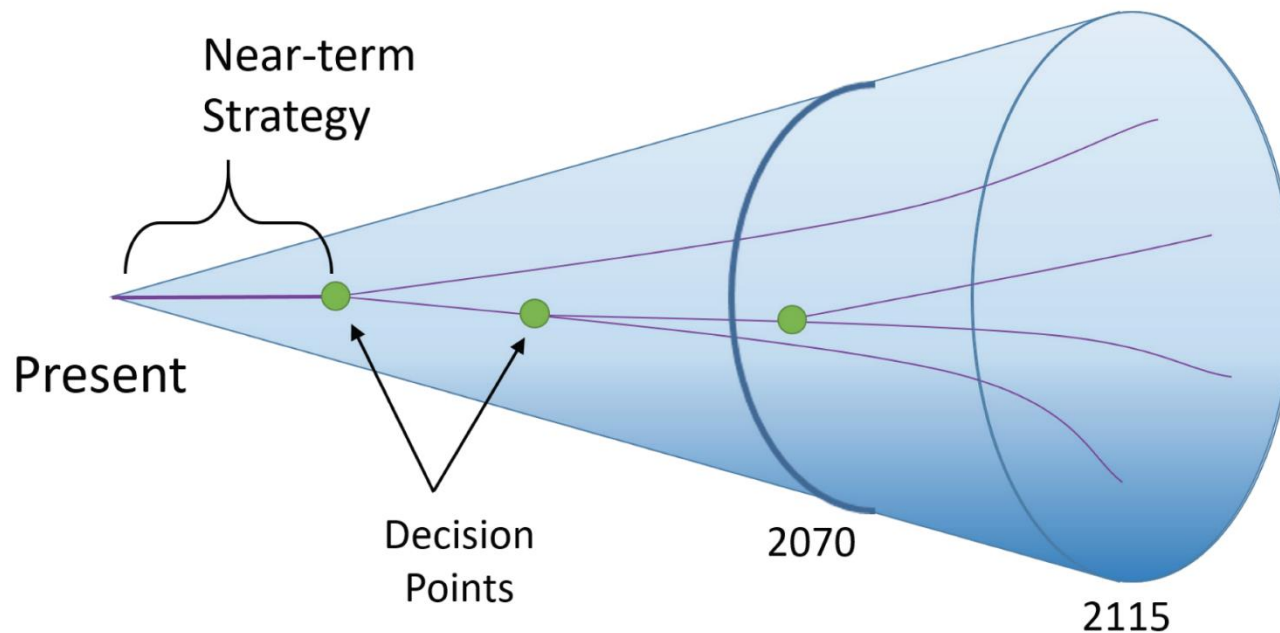 Near-term
Strategy
Present
Decision
Points
2070
2115